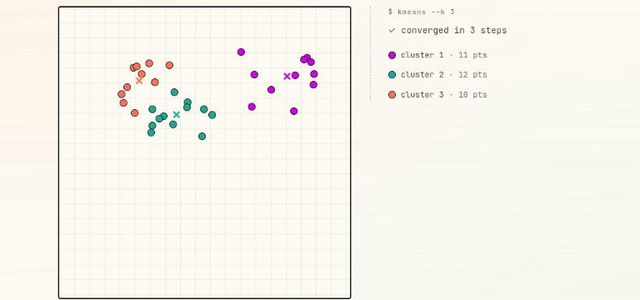 $ kmeans --k 3
✓ converged in 3 steps
cluster 1 · 11 pts
cluster 2 · 12 pts
cluster 3 · 10 pts